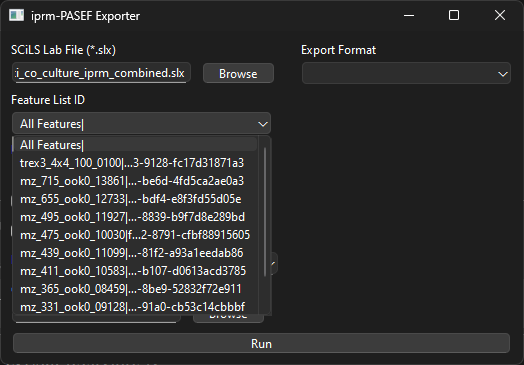 iprm-PASEF Exporter
SCiLS Lab File (*.slx)
Export Format
:i_co_culture_iprm_combined.slx
Browse
Feature List ID
All Features|
All Features|
trex3_4x4_100_0100|...3-9128-fc17d31871a3
mz_715_ook0_13861|...-be6d-4fd5ca2ae0a3
mz_655_ook0_12733|...-bdf4-e8f3fd55d05e
mz_495_ook0_11927|...-8839-b9f7d8e289bd
mz_475_ook0_10030|f...2-8791-cfbf88915605
mz_439_ook0_11099|...-81f2-a93a1eedab86
mz_411_ook0_10583|...-b107-d0613acd3785
mz_365_ook0_08459|...-8be9-52832f72e911
mz_331_ook0_09128|...-91a0-cb53c14cbbbf
Browse
Run